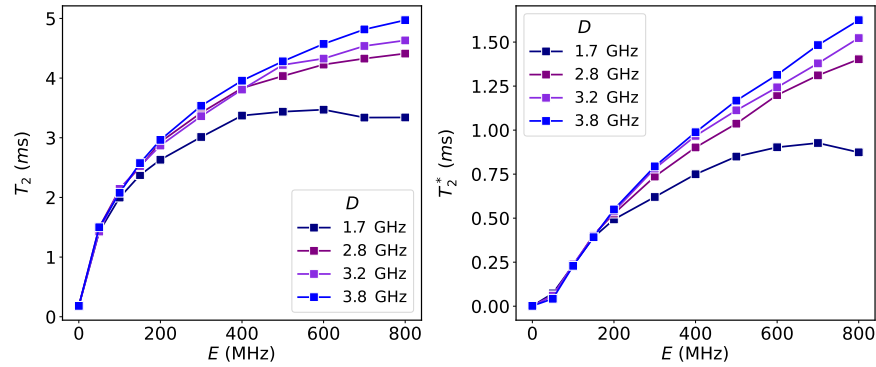 T₂ (ms)
5
4
3
2
1
0
D
1.7 GHz
2.8 GHz
3.2 GHz
3.8 GHz
0 200 400 600 800
E (MHz)
T₂* (ms)
1.50
1.25
1.00
0.75
0.50
0.25
0.00
D
1.7 GHz
2.8 GHz
3.2 GHz
3.8 GHz
0 200 400 600 800
E (MHz)